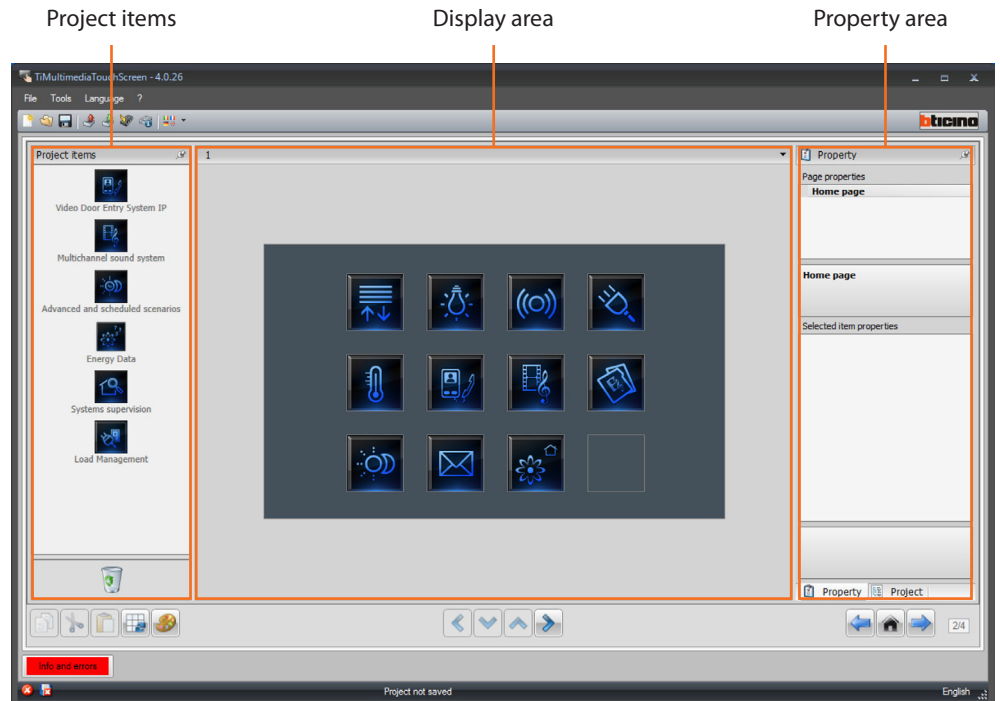 Project items
Display area
Property area
TiMultimediaTouchScreen - 4.0.26
File Tools Language ?
bticino
Project items
1
Property
Page properties
Home page
Home page
Selected item properties
Video Door Entry System IP
Multichannel sound system
Advanced and scheduled scenarios
Energy Data
Systems supervision
Load Management
Property
Project
2/4
Info and errors
Project not saved
English